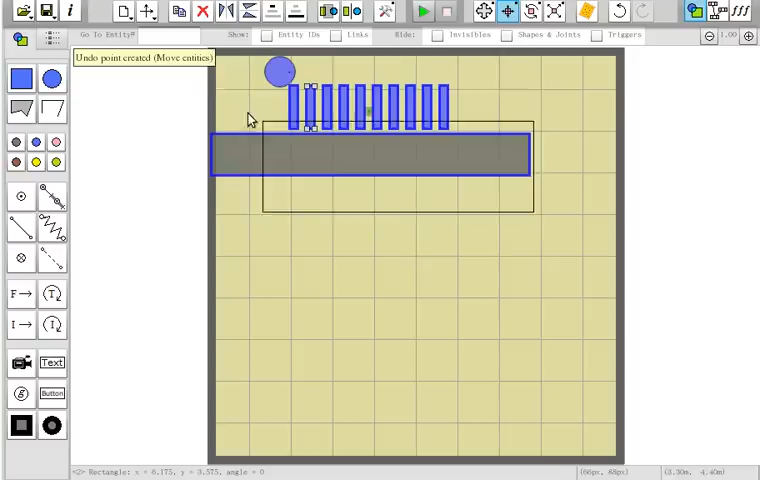 i
Go To Entity#
Show:
Entity IDs
Links
Hide:
Invisibles
Shapes & Joints
Triggers
1.00
Undo point created (Move entities)
F
T
I
I
Text
g
Button
<2> Rectangle: x = 6.175, y = 3.575, angle = 0
(66px, 88px)
(3.30m, 4.40m)